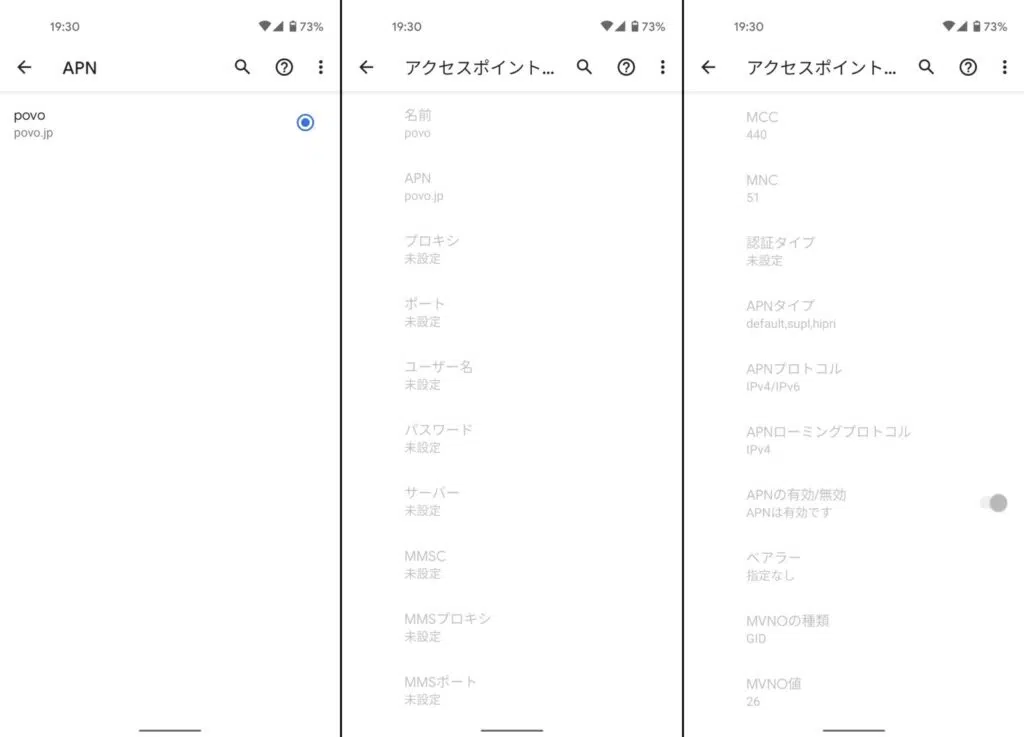 19:30
73%
APN
povo
povo.jp
19:30
73%
アクセスポイント...
名前
povo
APN
povo.jp
プロキシ
未設定
ポート
未設定
ユーザー名
未設定
パスワード
未設定
サーバー
未設定
MMSC
未設定
MMSプロキシ
未設定
MMSポート
未設定
19:30
73%
アクセスポイント...
MCC
440
MNC
51
認証タイプ
未設定
APNタイプ
default,supl,hipri
APNプロトコル
IPv4/IPv6
APNローミングプロトコル
IPv4
APNの有効/無効
APNは有効です
ベアラー
指定なし
MVNOの種類
GID
MVNO値
26